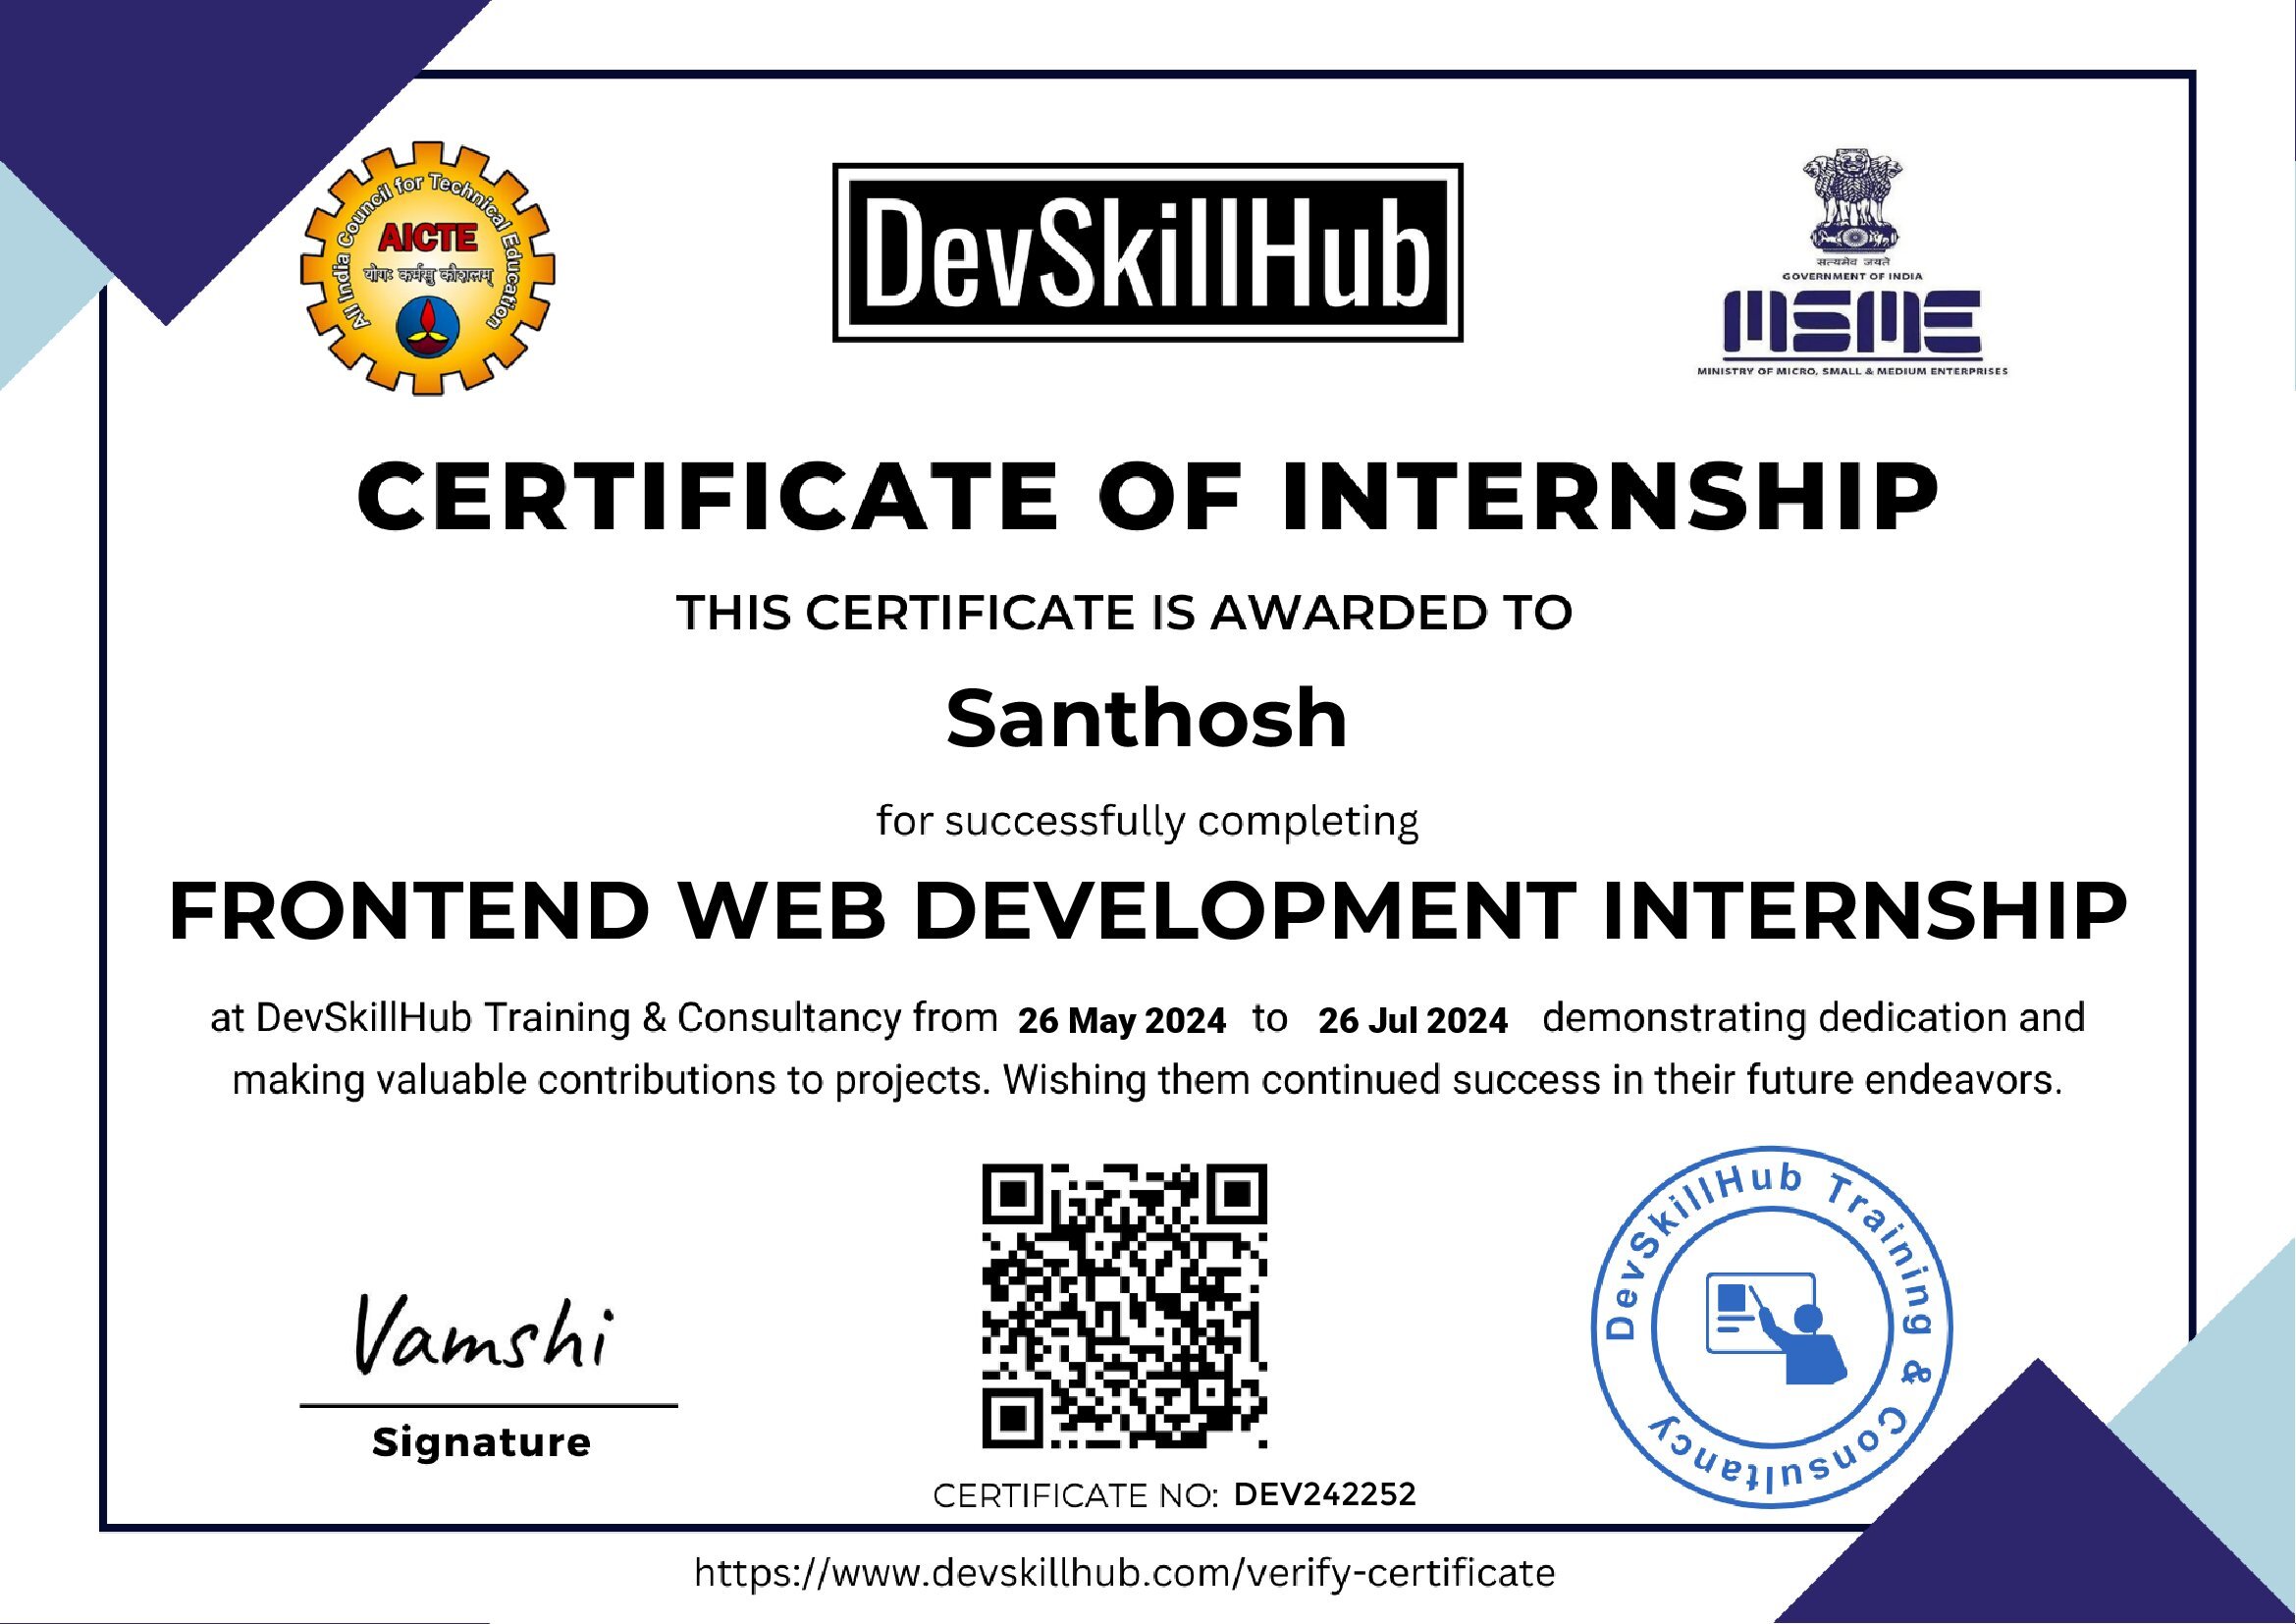 All India Council for Technical Education
AICTE
योगः कर्मसु कौशलम्
DevSkillHub
सत्यमेव जयते
GOVERNMENT OF INDIA
MSME
MINISTRY OF MICRO, SMALL & MEDIUM ENTERPRISES
CERTIFICATE OF INTERNSHIP
THIS CERTIFICATE IS AWARDED TO
Santhosh
for successfully completing
FRONTEND WEB DEVELOPMENT INTERNSHIP
at DevSkillHub Training & Consultancy from 26 May 2024 to 26 Jul 2024 demonstrating dedication and
making valuable contributions to projects. Wishing them continued success in their future endeavors.
Vamshi
Signature
CERTIFICATE NO: DEV242252
DevSkillHub Training & Consultancy
https://www.devskillhub.com/verify-certificate